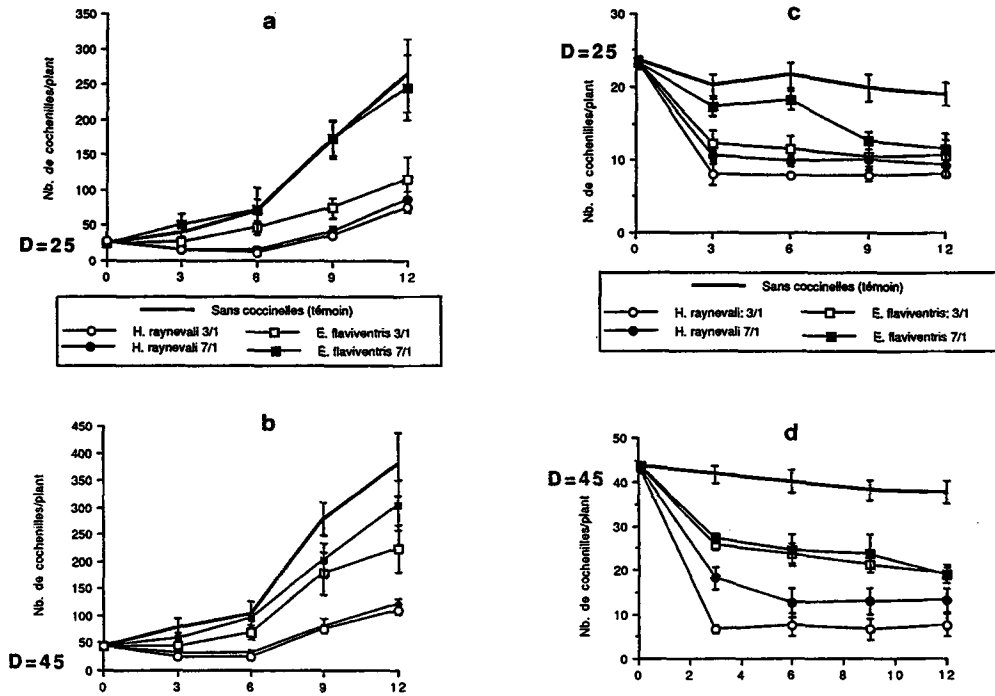 a
350
300
250
200
150
100
50
0
Nb. de cochenilles/plant
D=25
0 3 6 9 12
Sans coccinelles (témoin)
H. raynevali 3/1
E. flaviventris 3/1
H. raynevali 7/1
E. flaviventris 7/1
c
30
20
10
0
D=25
Nb. de cochenilles/plant
0 3 6 9 12
Sans coccinelles (témoin)
H. raynevali: 3/1
E. flaviventris: 3/1
H. raynevali 7/1
E. flaviventris 7/1
b
450
400
350
300
250
200
150
100
50
0
Nb. de cochenilles/plant
D=45
0 3 6 9 12
d
50
40
30
20
10
0
D=45
Nb. de cochenilles/plant
0 2 4 6 8 10 12